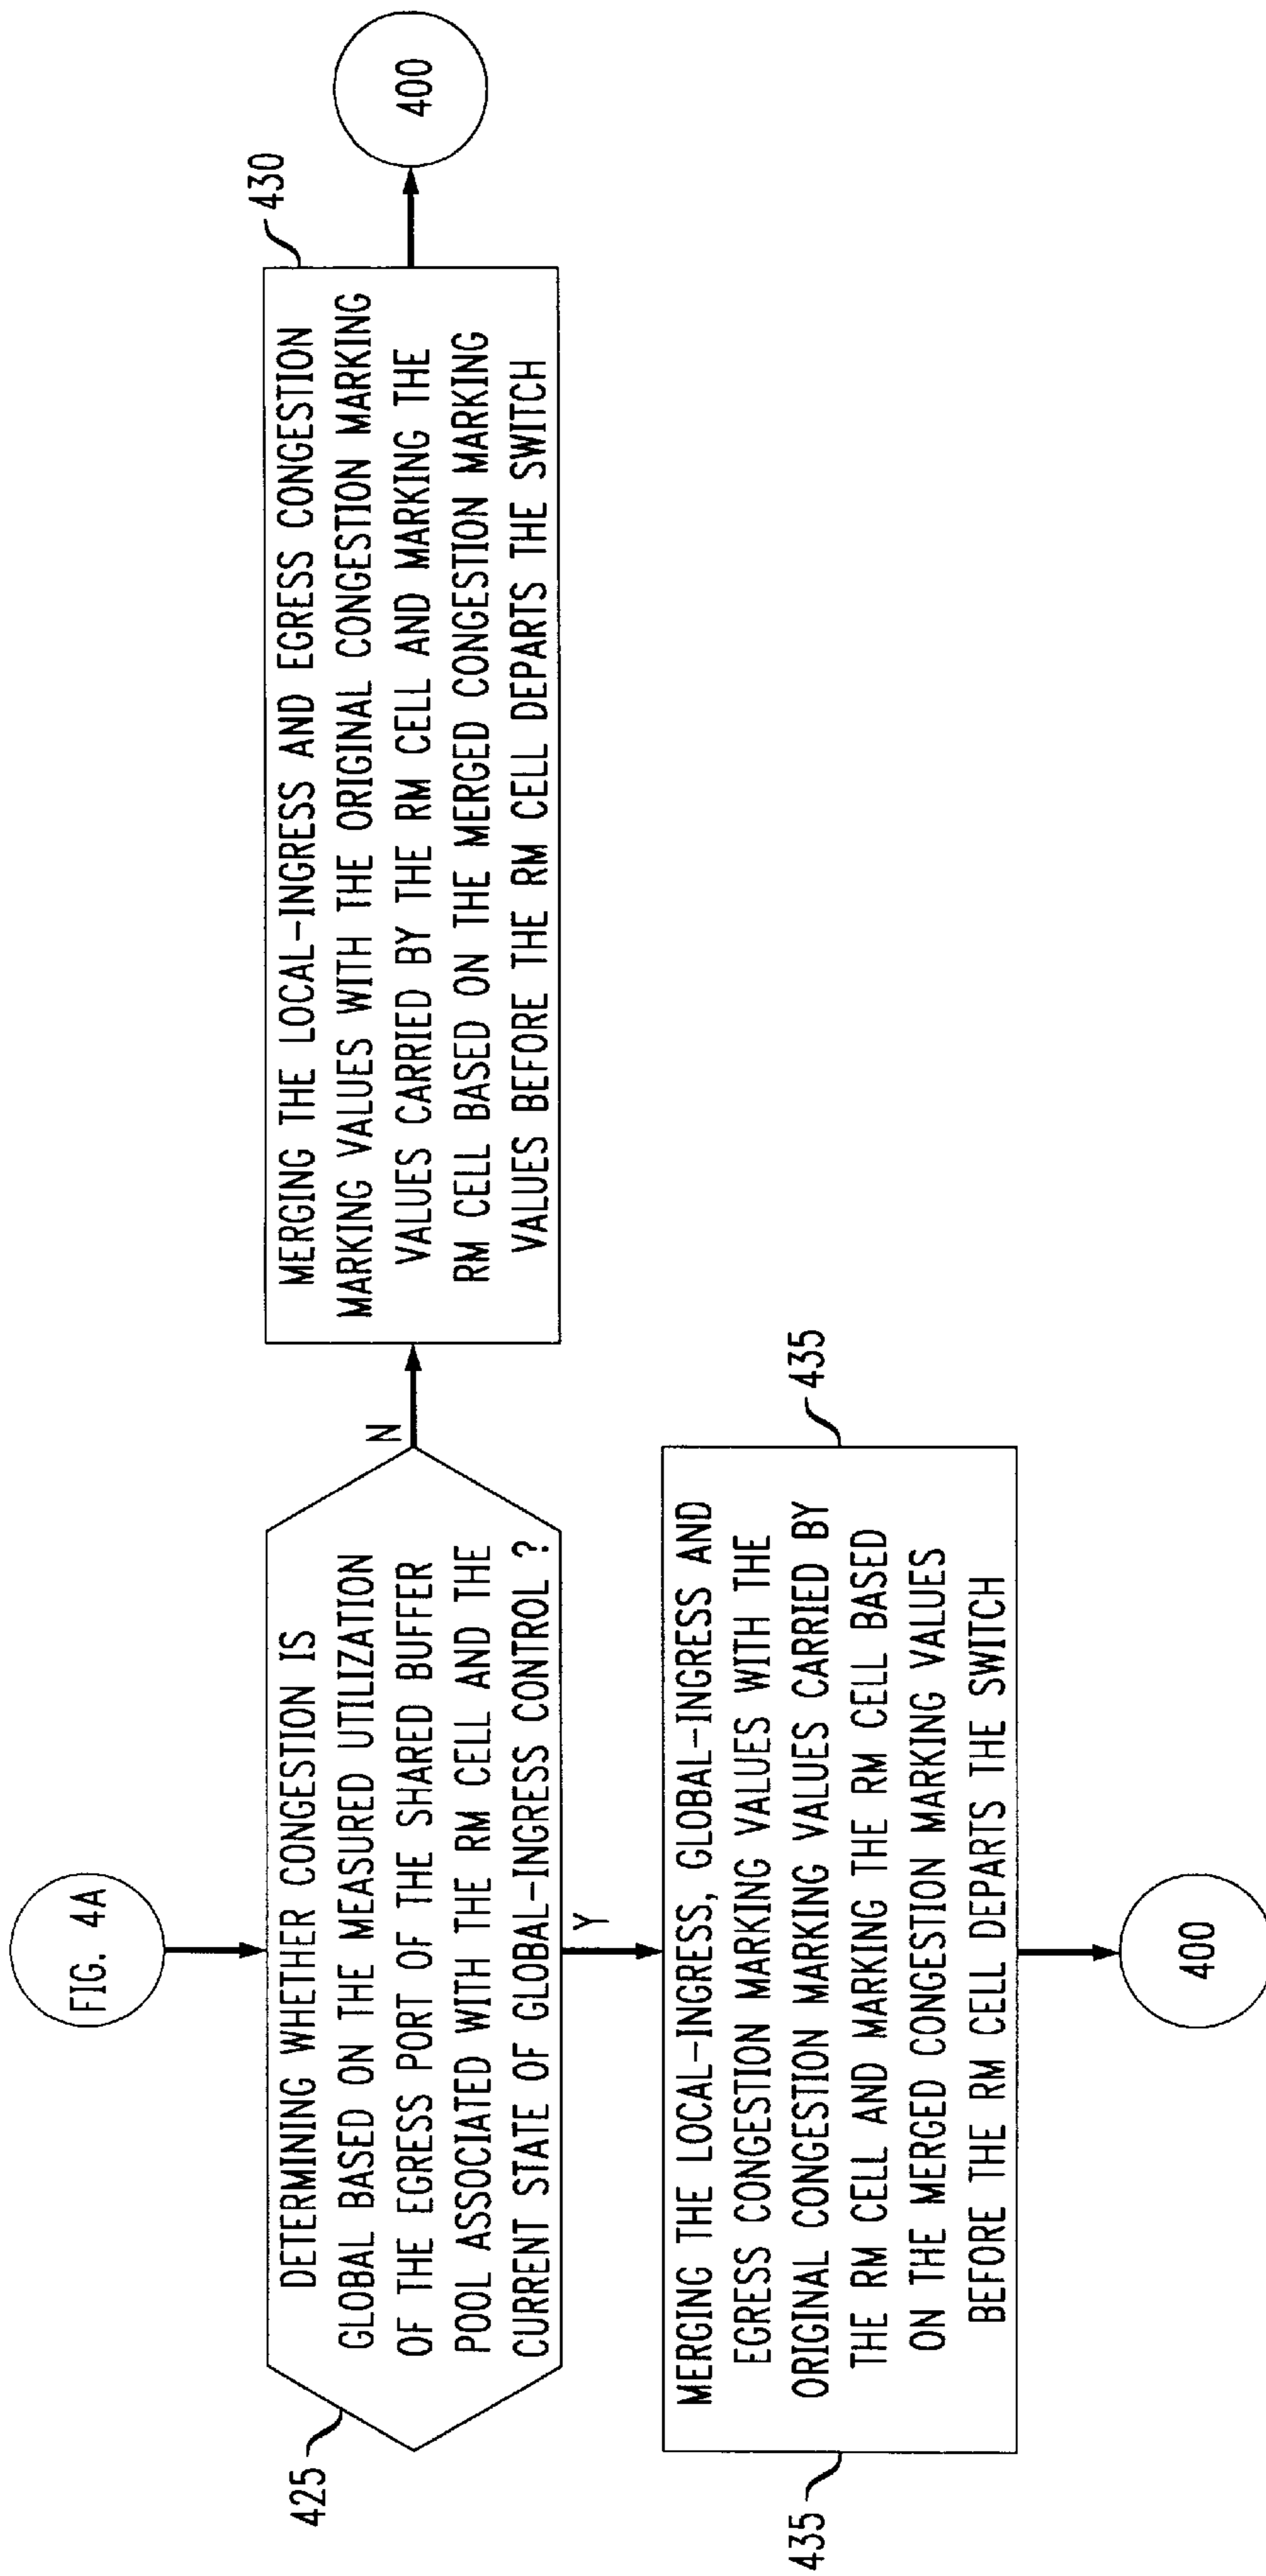 FIG. 4A
425
DETERMINING WHETHER CONGESTION IS
GLOBAL BASED ON THE MEASURED UTILIZATION
OF THE EGRESS PORT OF THE SHARED BUFFER
POOL ASSOCIATED WITH THE RM CELL AND THE
CURRENT STATE OF GLOBAL-INGRESS CONTROL ?
N
430
MERGING THE LOCAL-INGRESS AND EGRESS CONGESTION
MARKING VALUES WITH THE ORIGINAL CONGESTION MARKING
VALUES CARRIED BY THE RM CELL AND MARKING THE
RM CELL BASED ON THE MERGED CONGESTION MARKING
VALUES BEFORE THE RM CELL DEPARTS THE SWITCH
400
Y
435
MERGING THE LOCAL-INGRESS, GLOBAL-INGRESS AND
EGRESS CONGESTION MARKING VALUES WITH THE
ORIGINAL CONGESTION MARKING VALUES CARRIED BY
THE RM CELL AND MARKING THE RM CELL BASED
ON THE MERGED CONGESTION MARKING VALUES
BEFORE THE RM CELL DEPARTS THE SWITCH
435
400